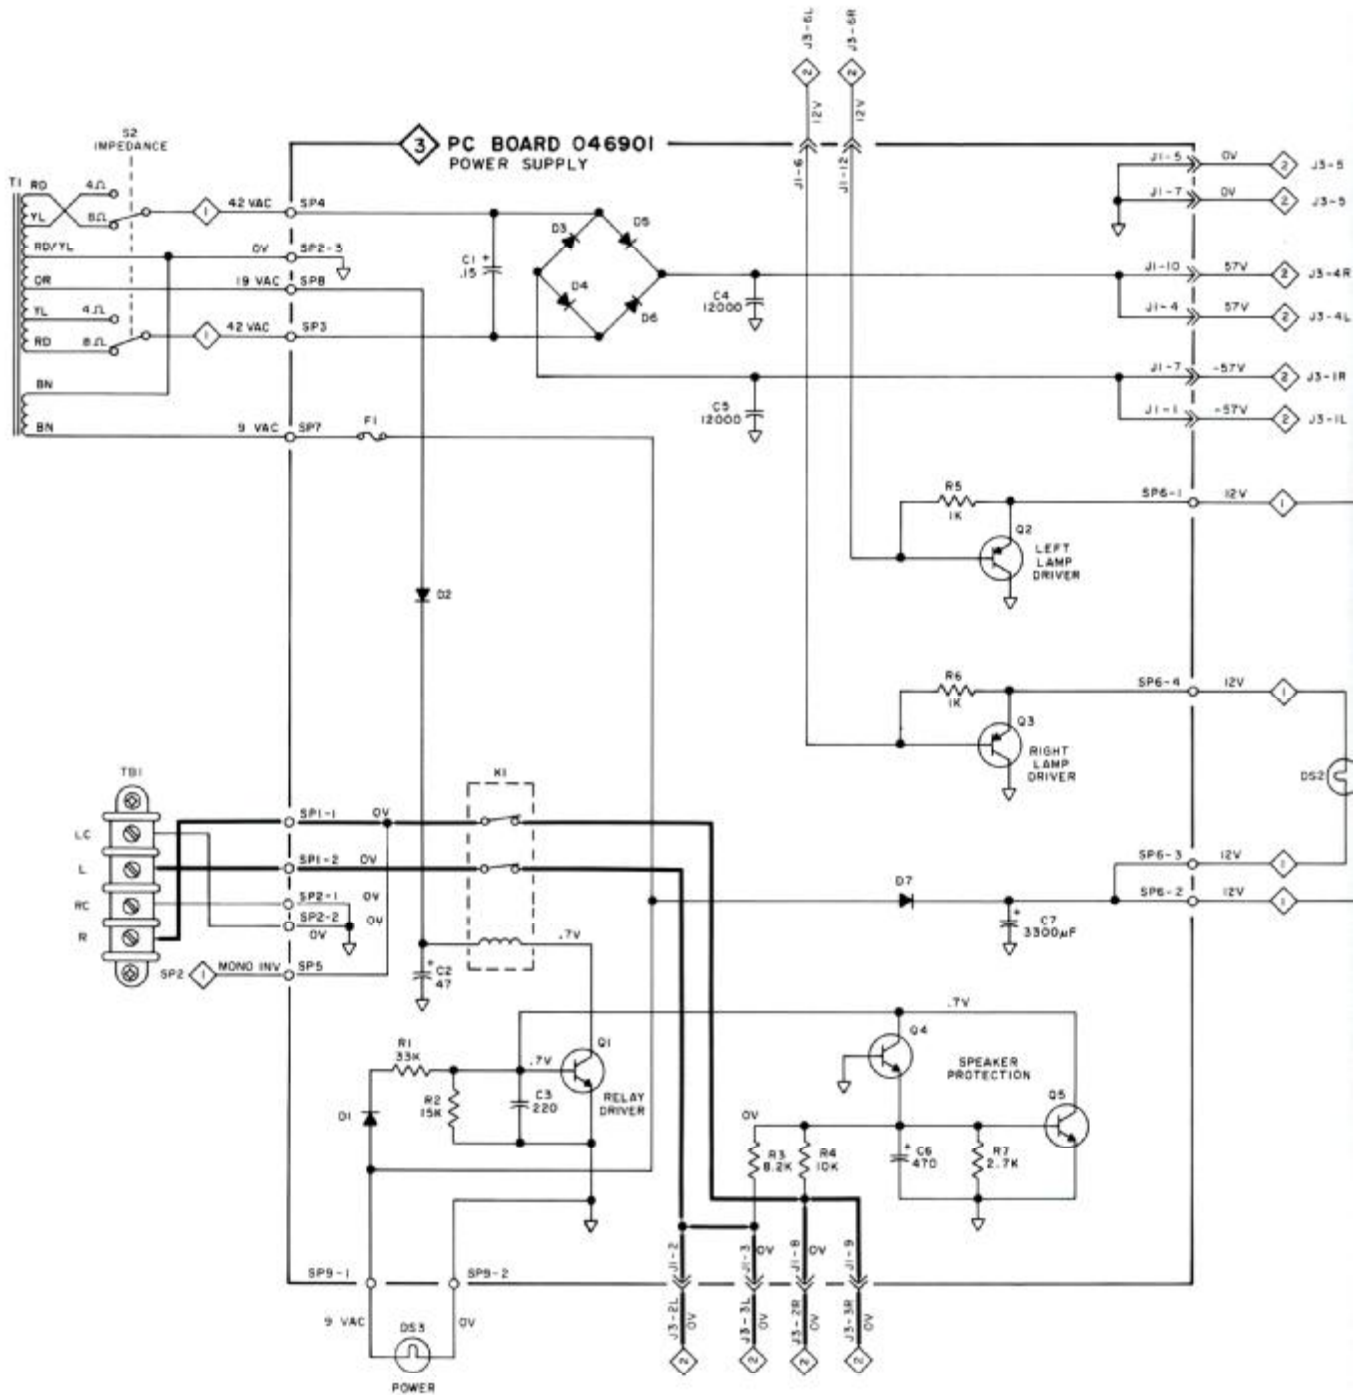 J3-6L
J3-6R
2
2
12V
12V
S2
IMPEDANCE
3
PC BOARD 046901
POWER SUPPLY
J1-6
J1-12
J1-5
0V
2
J3-5
J1-7
0V
2
J3-5
T1
RD
4Ω
YL
8Ω
1
42 VAC
SP4
RD/YL
0V
SP2-3
OR
19 VAC
SP8
YL
4Ω
RD
8Ω
1
42 VAC
SP3
C1
+
.15
D3
D5
D4
D6
C4
12000
J1-10
57V
2
J3-4R
J1-4
57V
2
J3-4L
J1-7
-57V
2
J3-1R
J1-1
-57V
2
J3-1L
C5
12000
BN
BN
9 VAC
SP7
F1
R5
1K
SP6-1
12V
1
Q2
LEFT
LAMP
DRIVER
D2
R6
1K
SP6-4
12V
1
Q3
RIGHT
LAMP
DRIVER
DS2
TB1
K1
LC
L
RC
R
SP1-1
0V
SP1-2
0V
SP2-1
0V
SP2-2
0V
0V
SP2
1
MONO INV
SP5
SP6-3
12V
1
SP6-2
12V
1
D7
+
C7
3300µF
.7V
+
C2
47
R1
33K
.7V
Q1
R2
15K
C3
220
RELAY
DRIVER
D1
.7V
Q4
SPEAKER
PROTECTION
Q5
0V
R3
8.2K
R4
10K
+
C6
470
R7
2.7K
SP9-1
SP9-2
J1-2
J1-3
0V
J1-8
0V
J1-9
9 VAC
DS3
0V
POWER
J3-2L
0V
J3-3L
0V
J3-2R
0V
J3-3R
0V
2
2
2
2